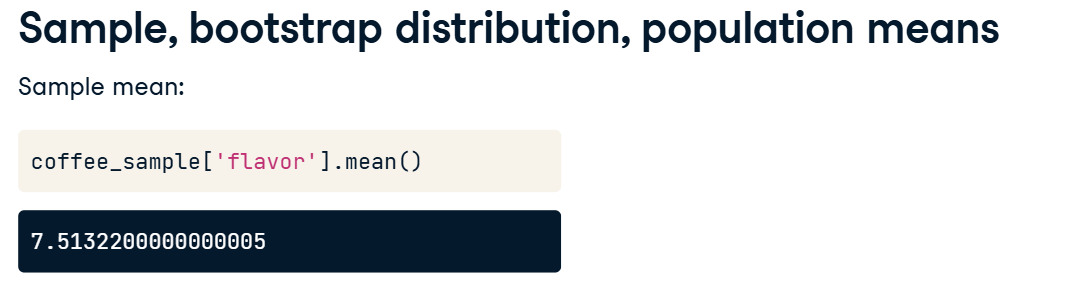 Sample, bootstrap distribution, population means
Sample mean:
coffee_sample['flavor'].mean()
7.5132200000000005